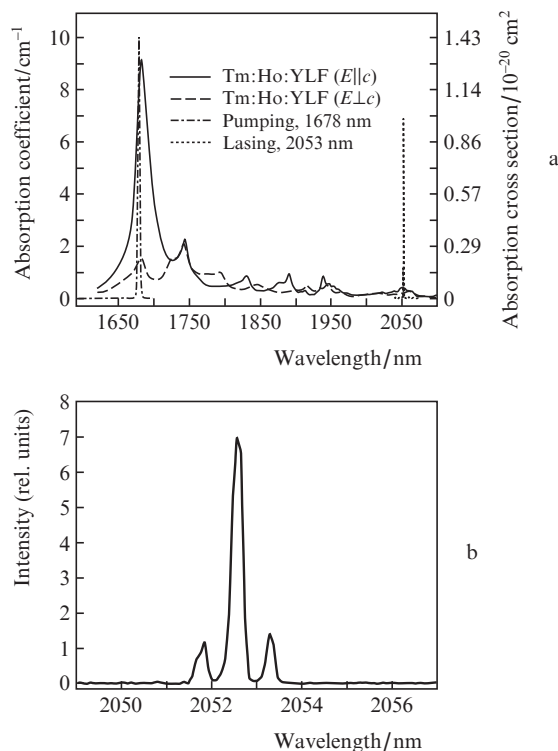 Absorption coefficient/cm⁻¹
10
8
6
4
2
0
Tm:Ho:YLF (E||c)
Tm:Ho:YLF (E⊥c)
Pumping, 1678 nm
Lasing, 2053 nm
1.43
1.14
0.86
0.57
0.29
0
Absorption cross section/10⁻²⁰ cm²
a
1650 1750 1850 1950 2050
Wavelength/nm
Intensity (rel. units)
8
7
6
5
4
3
2
1
0
b
2050 2052 2054 2056
Wavelength/nm